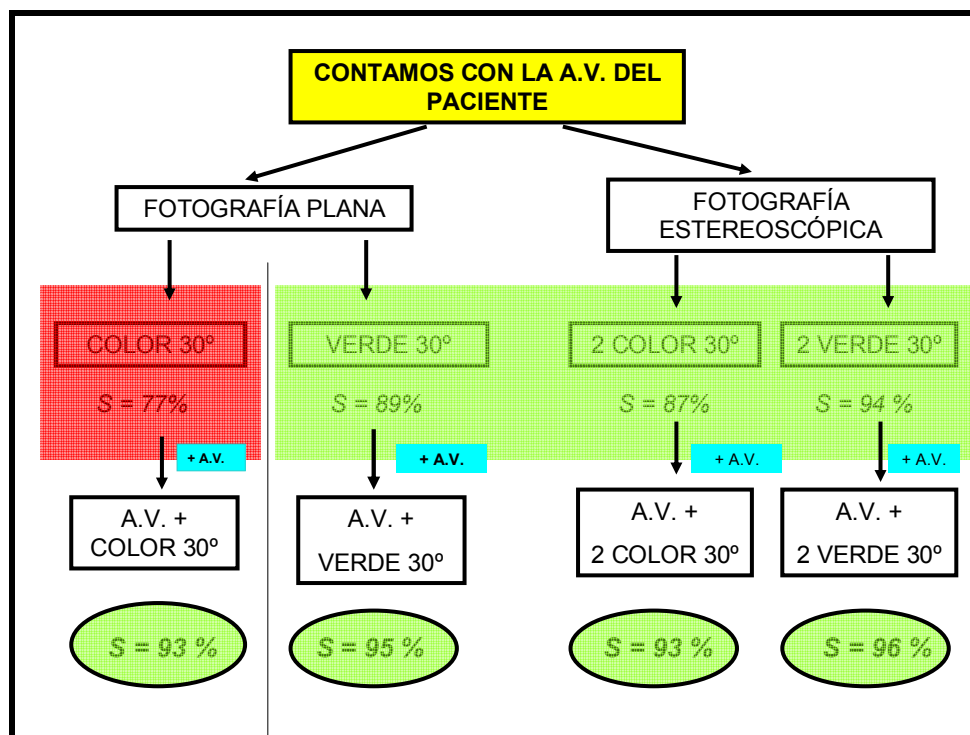 CONTAMOS CON LA A.V. DEL
PACIENTE
FOTOGRAFÍA PLANA
FOTOGRAFÍA
ESTEREOSCÓPICA
COLOR 30º
VERDE 30º
2 COLOR 30º
2 VERDE 30º
S = 77%
S = 89%
S = 87%
S = 94 %
+ A.V.
+ A.V.
+ A.V.
+ A.V.
A.V. +
COLOR 30º
A.V. +
VERDE 30º
A.V. +
2 COLOR 30º
A.V. +
2 VERDE 30º
S = 93 %
S = 95 %
S = 93 %
S = 96 %